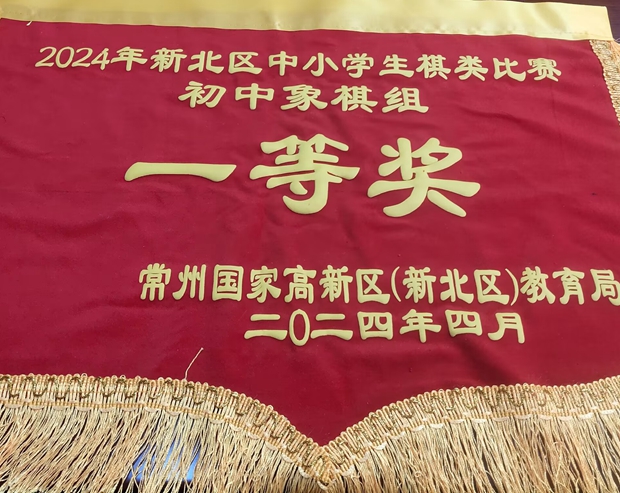 2024年新北区中小学生棋类比赛
初中象棋组
一等奖
常州国家高新区(新北区)教育局
二〇二四年四月